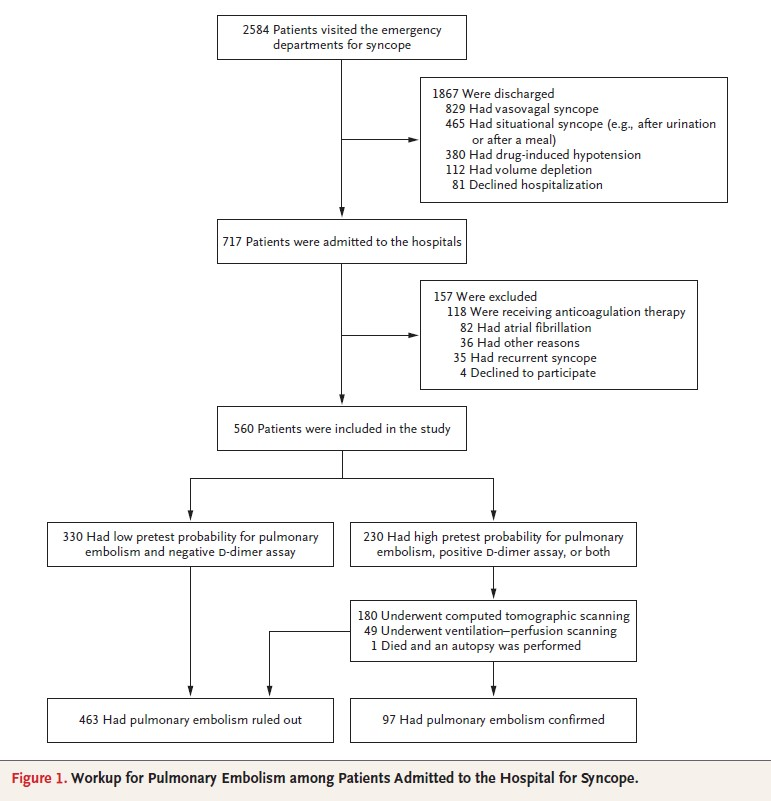 2584 Patients visited the emergency
departments for syncope
1867 Were discharged
829 Had vasovagal syncope
465 Had situational syncope (e.g., after urination
or after a meal)
380 Had drug-induced hypotension
112 Had volume depletion
81 Declined hospitalization
717 Patients were admitted to the hospitals
157 Were excluded
118 Were receiving anticoagulation therapy
82 Had atrial fibrillation
36 Had other reasons
35 Had recurrent syncope
4 Declined to participate
560 Patients were included in the study
330 Had low pretest probability for pulmonary
embolism and negative D-dimer assay
230 Had high pretest probability for pulmonary
embolism, positive D-dimer assay, or both
180 Underwent computed tomographic scanning
49 Underwent ventilation–perfusion scanning
1 Died and an autopsy was performed
463 Had pulmonary embolism ruled out
97 Had pulmonary embolism confirmed
Figure 1. Workup for Pulmonary Embolism among Patients Admitted to the Hospital for Syncope.